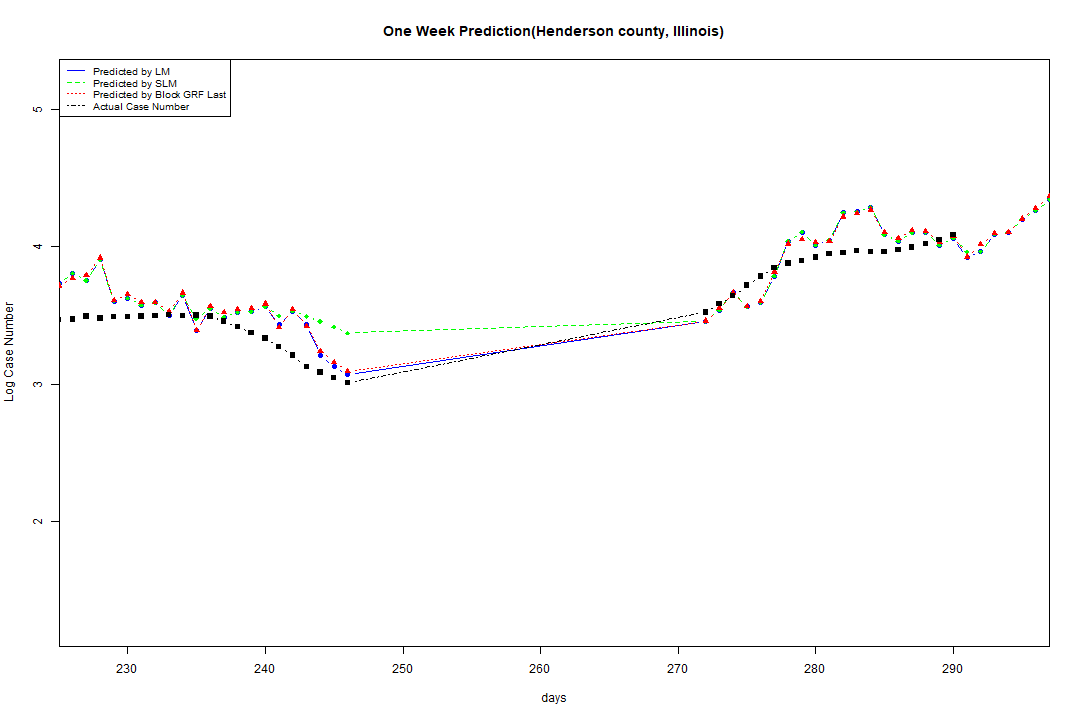 One Week Prediction(Henderson county, Illinois)
Predicted by LM
Predicted by SLM
Predicted by Block GRF Last
Actual Case Number
5
4
3
2
Log Case Number
230 240 250 260 270 280 290
days